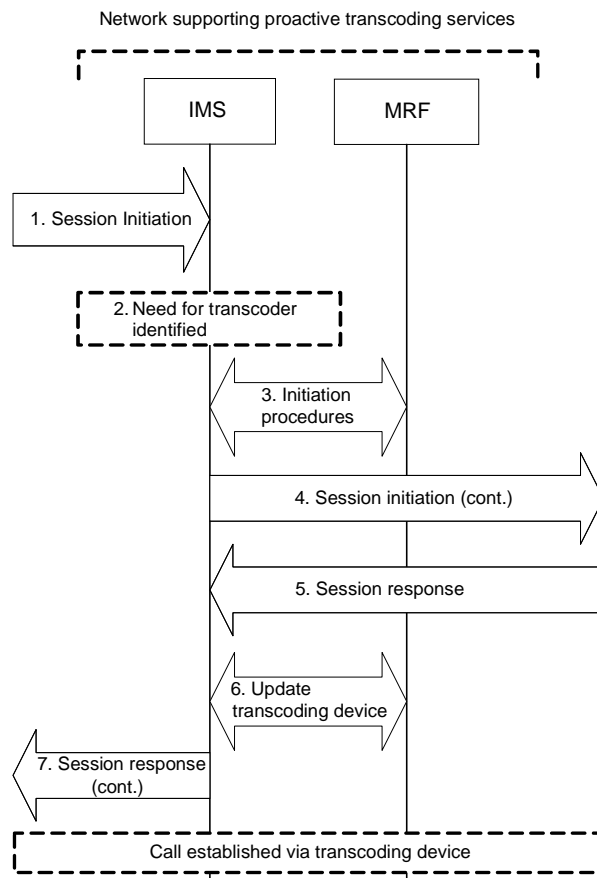 Network supporting proactive transcoding services
IMS
MRF
1. Session Initiation
2. Need for transcoder
identified
3. Initiation
procedures
4. Session initiation (cont.)
5. Session response
6. Update
transcoding device
7. Session response
(cont.)
Call established via transcoding device